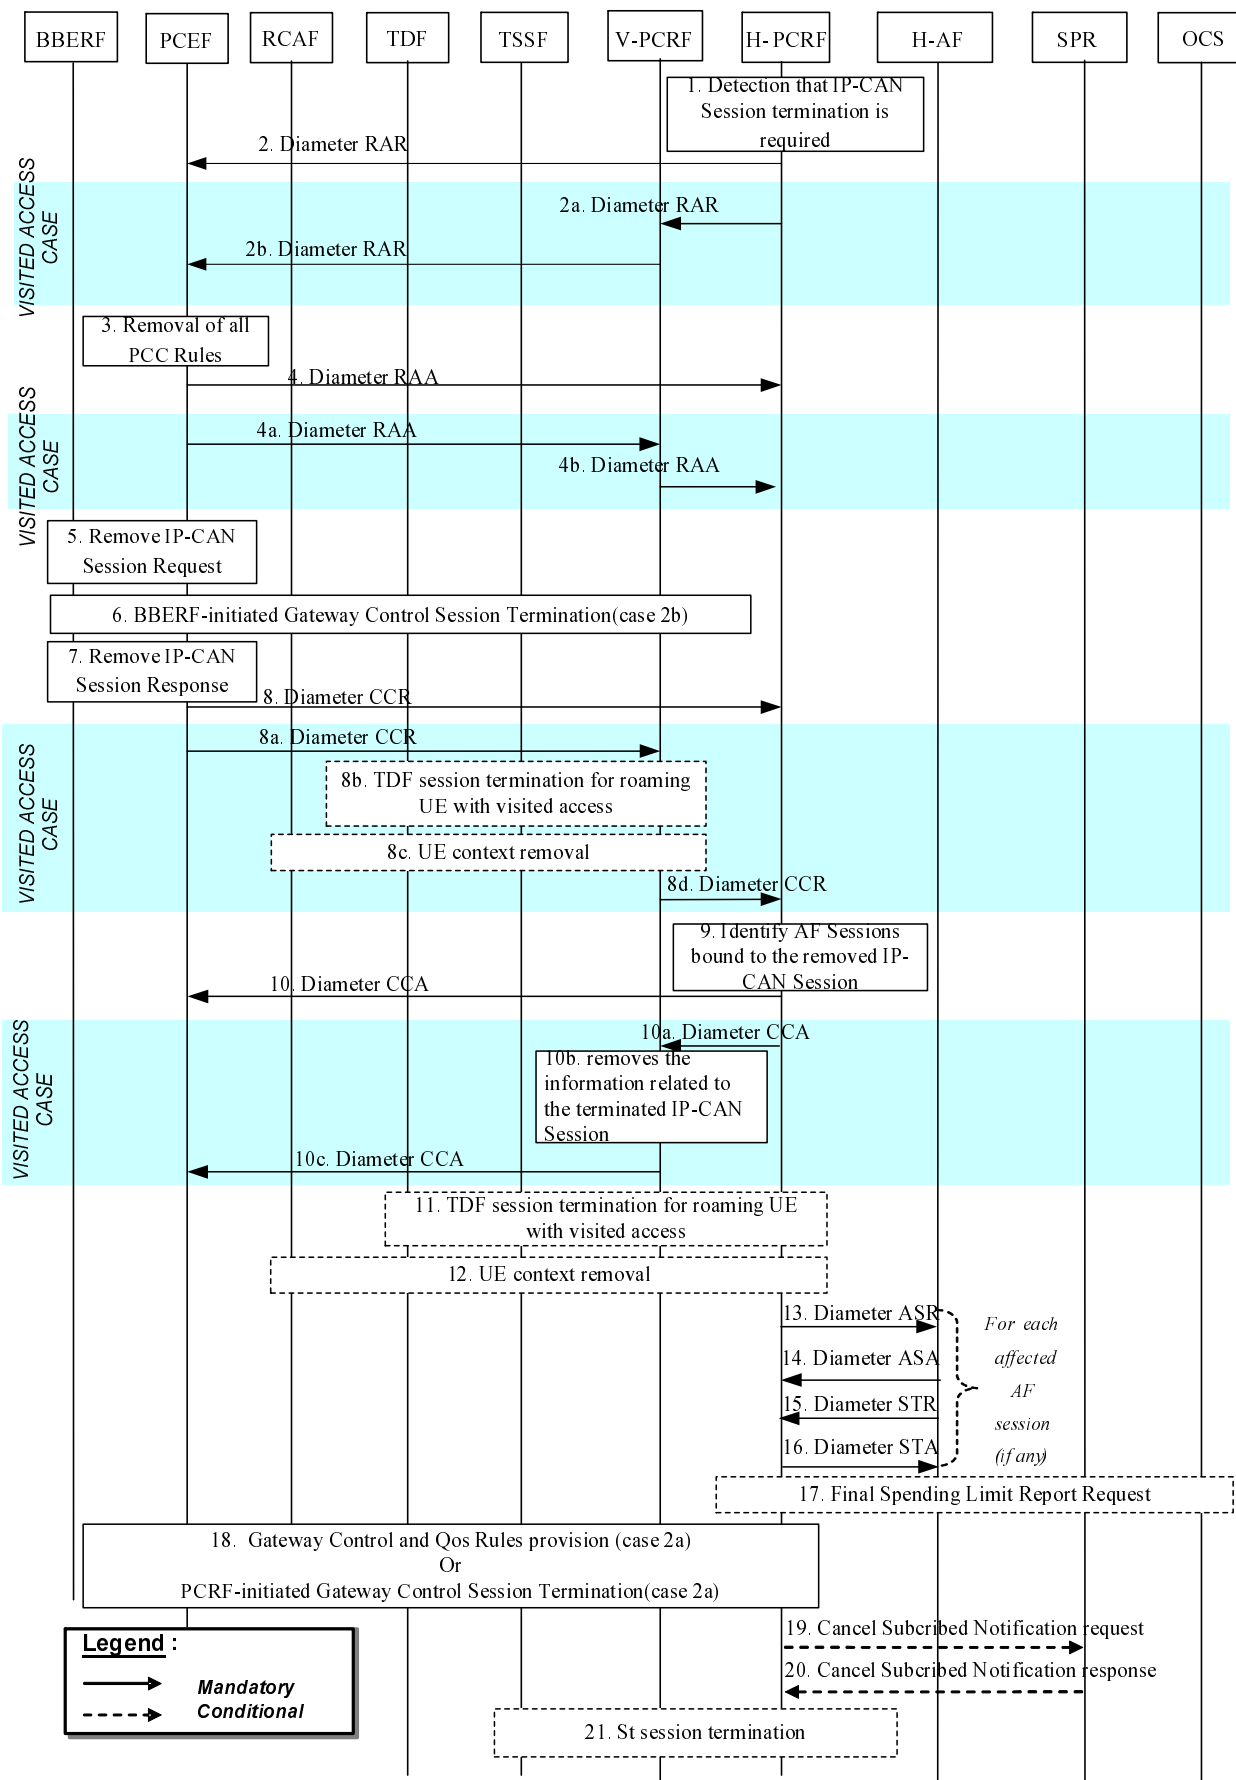 BBERF
PCEF
RCAF
TDF
TSSF
V-PCRF
H- PCRF
H-AF
SPR
OCS
1. Detection that IP-CAN
Session termination is
required
2. Diameter RAR
VISITED ACCESS
CASE
2a. Diameter RAR
2b. Diameter RAR
3. Removal of all
PCC Rules
4. Diameter RAA
VISITED ACCESS
CASE
4a. Diameter RAA
4b. Diameter RAA
5. Remove IP-CAN
Session Request
6. BBERF-initiated Gateway Control Session Termination(case 2b)
7. Remove IP-CAN
Session Response
8. Diameter CCR
VISITED ACCESS
CASE
8a. Diameter CCR
8b. TDF session termination for roaming
UE with visited access
8c. UE context removal
8d. Diameter CCR
9. Identify AF Sessions
bound to the removed IP-
CAN Session
10. Diameter CCA
VISITED ACCESS
CASE
10a. Diameter CCA
10b. removes the
information related to
the terminated IP-CAN
Session
10c. Diameter CCA
11. TDF session termination for roaming UE
with visited access
12. UE context removal
13. Diameter ASR
14. Diameter ASA
15. Diameter STR
16. Diameter STA
For each
affected
AF
session
(if any)
17. Final Spending Limit Report Request
18. Gateway Control and Qos Rules provision (case 2a)
Or
PCRF-initiated Gateway Control Session Termination(case 2a)
19. Cancel Subcribed Notification request
20. Cancel Subcribed Notification response
21. St session termination
Legend :
Mandatory
Conditional